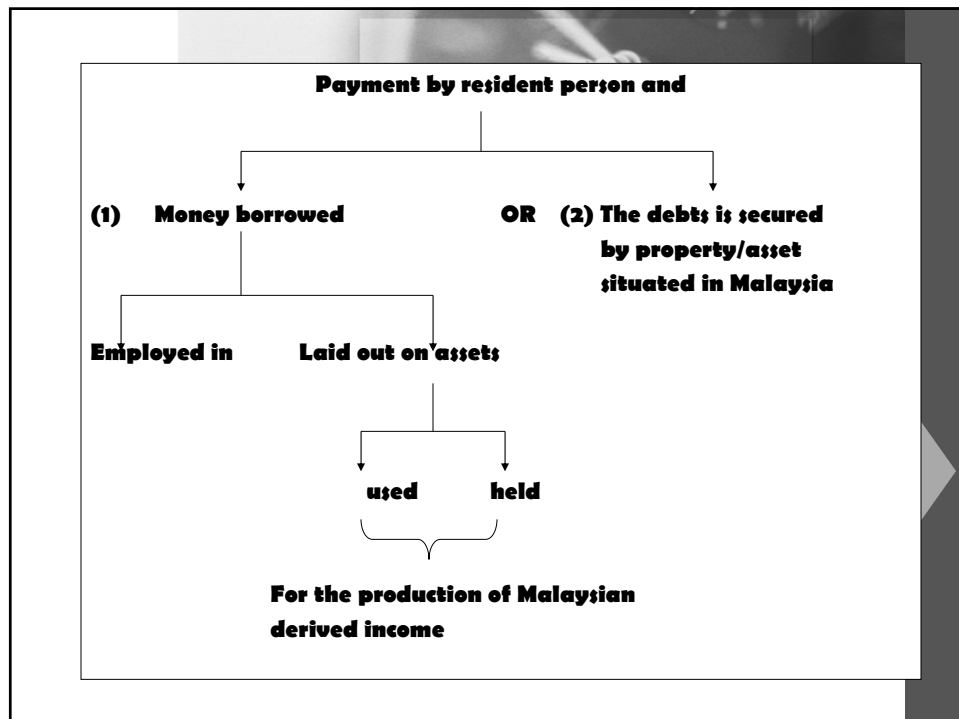 Payment by resident person and
(1) Money borrowed OR (2) The debts is secured
by property/asset
situated in Malaysia
Employed in Laid out on assets
used held
For the production of Malaysian
derived income